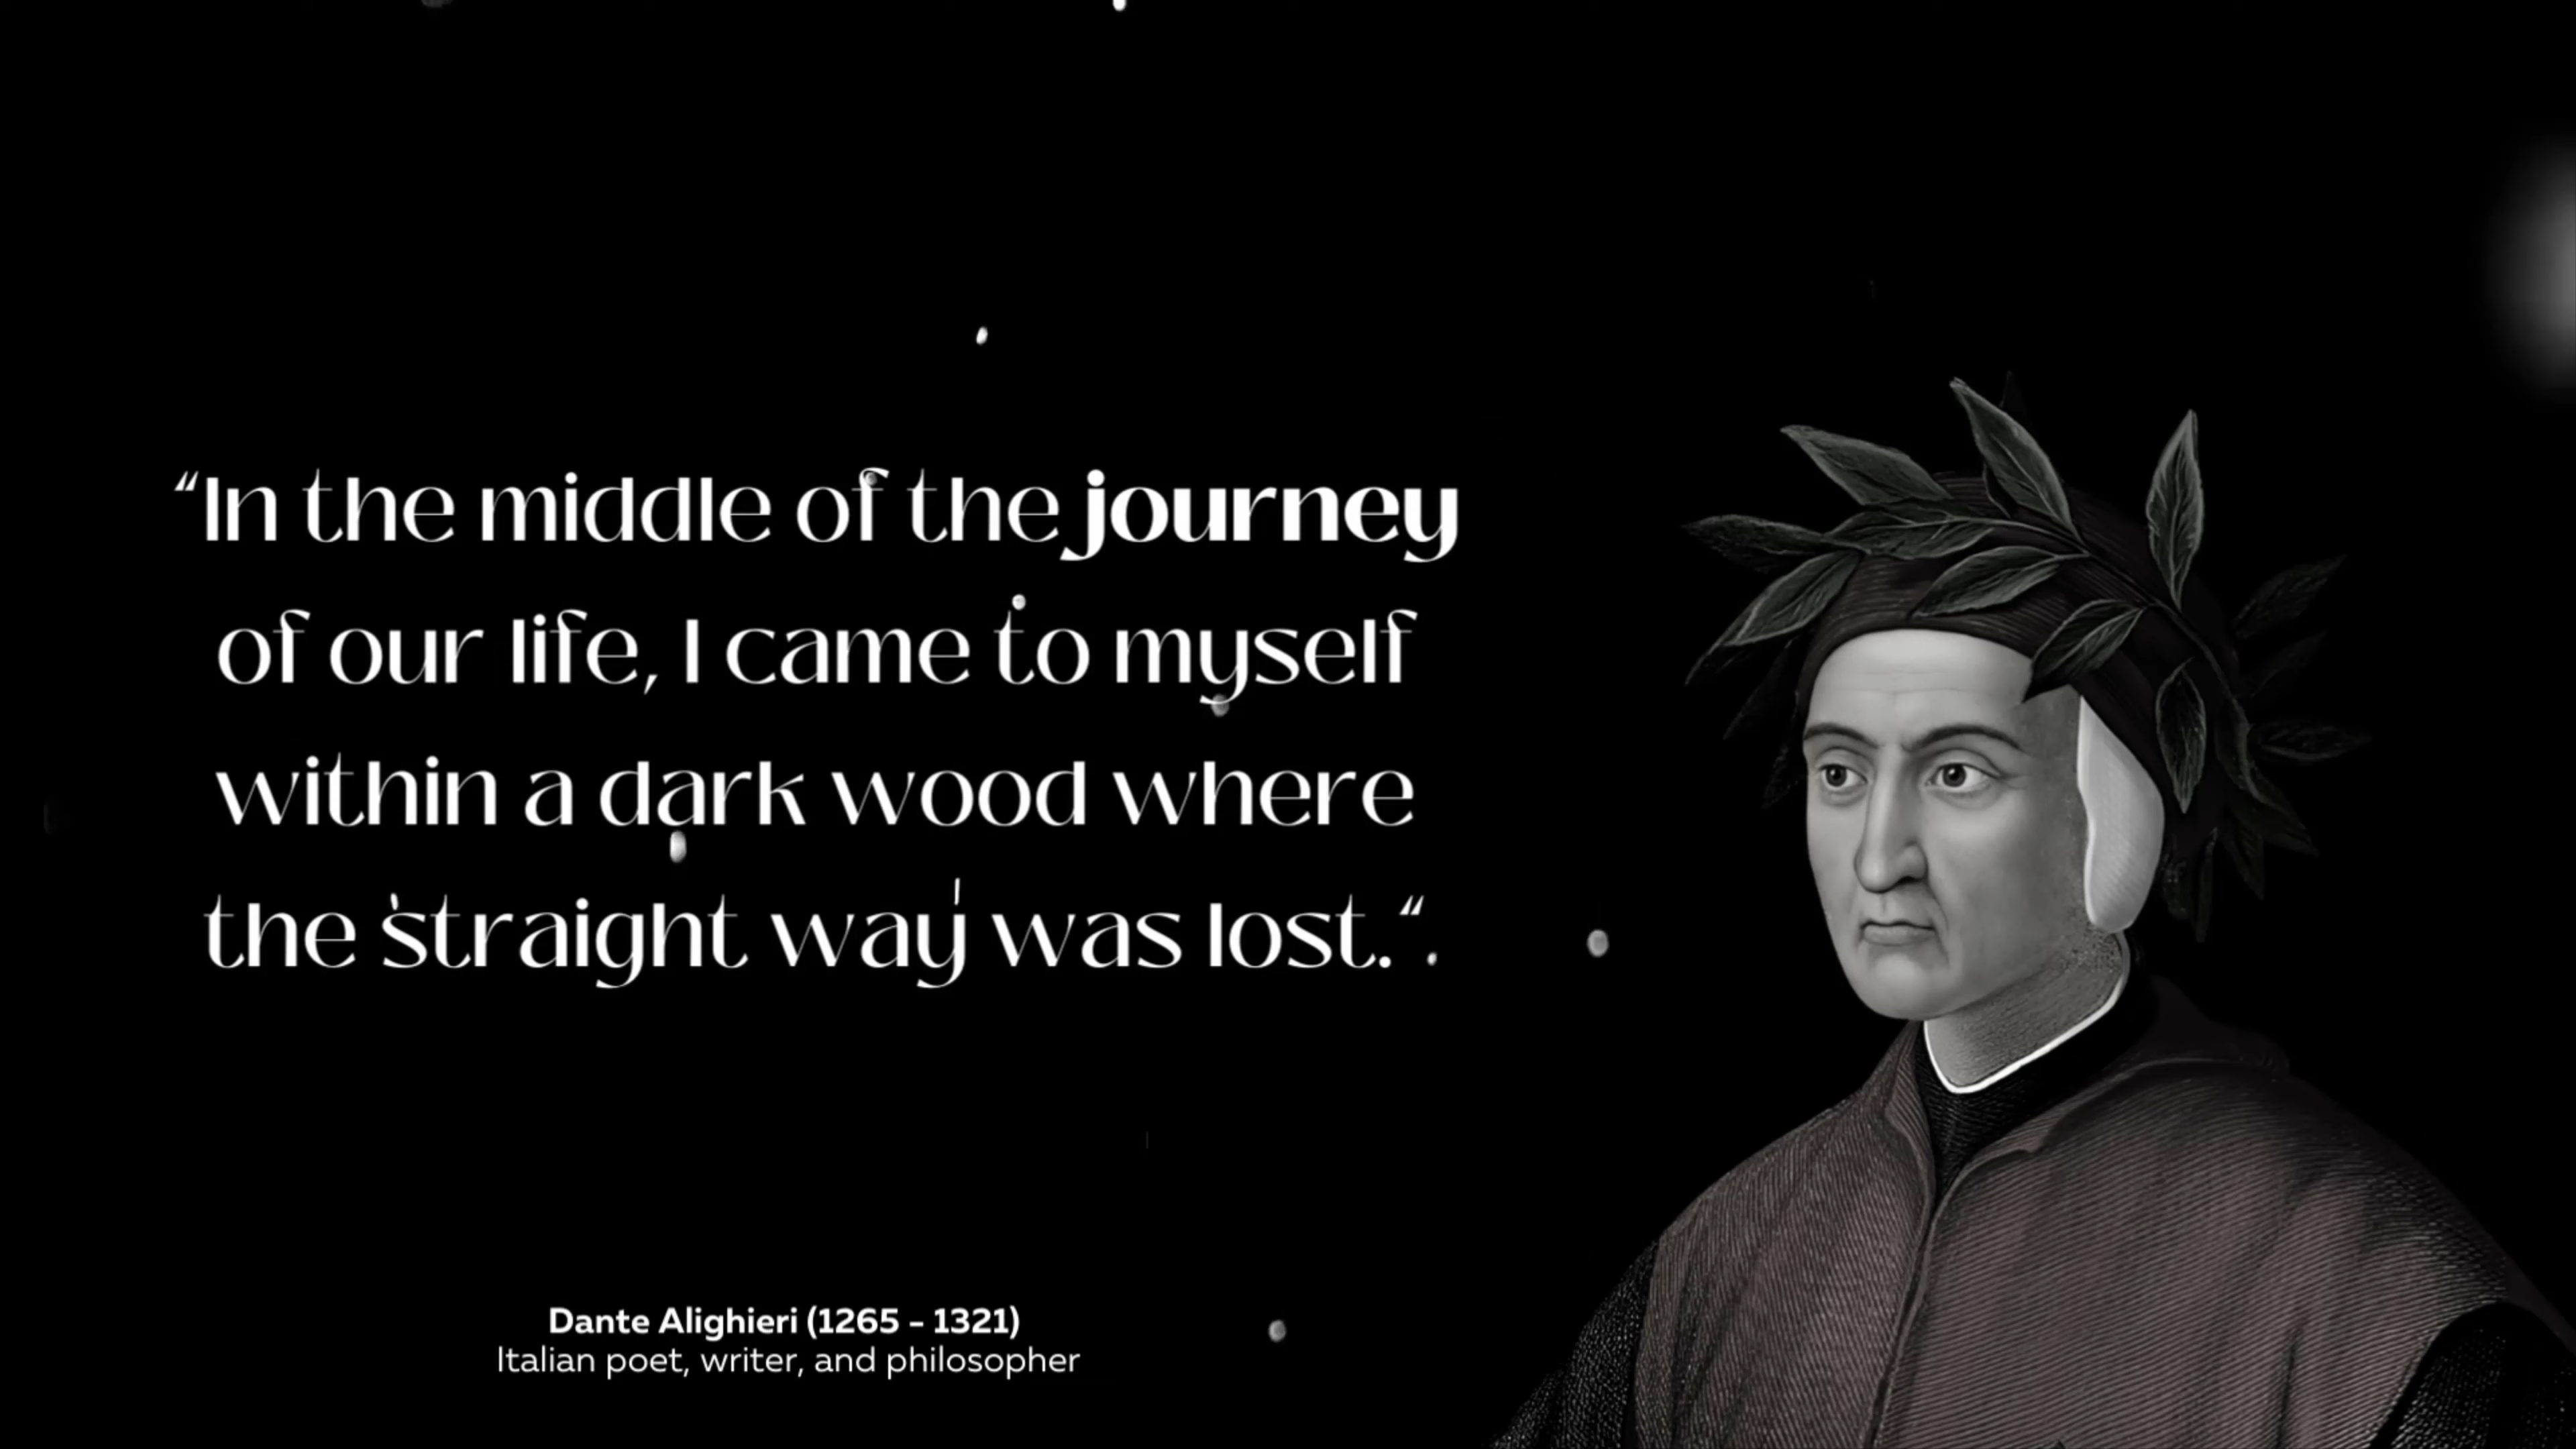 “In the middle of the journey
of our life, I came to myself
within a dark wood where
the straight way was lost.“
Dante Alighieri (1265 - 1321)
Italian poet, writer, and philosopher